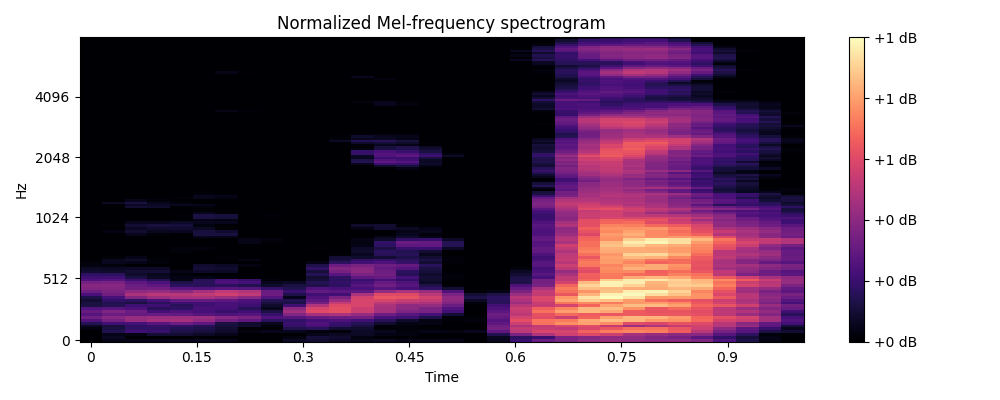 Normalized Mel-frequency spectrogram
Hz
4096
2048
1024
512
0
0 0.15 0.3 0.45 0.6 0.75 0.9
Time
+1 dB
+1 dB
+1 dB
+0 dB
+0 dB
+0 dB